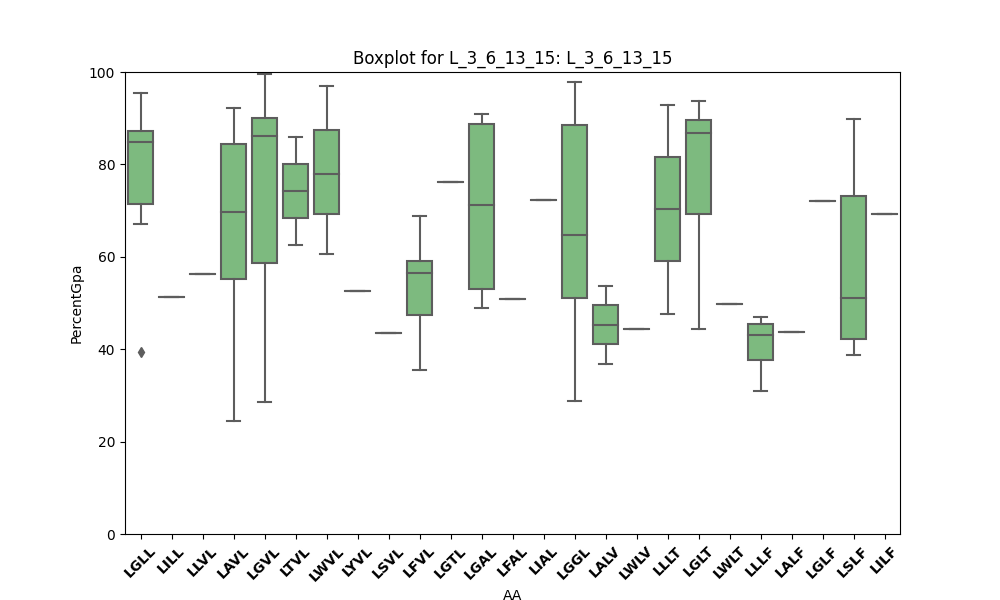 Boxplot for L_3_6_13_15: L_3_6_13_15
100
80
60
40
20
0
PercentGpa
LGLL LILL LLVL LAVL LGVL LTVL LWVL LYVL LSVL LFVL LGTL LGAL LFAL LIAL LGGL LALV LWLV LLLT LGLT LWLT LLLF LALF LGLF LSLF LILF
AA